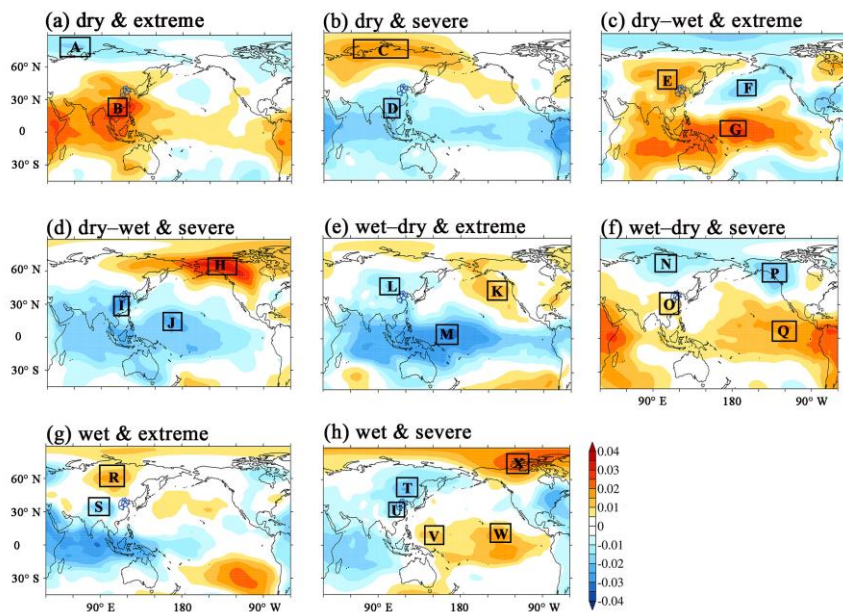 (a) dry & extreme
(b) dry & severe
(c) dry–wet & extreme
60° N
30° N
0
30° S
A
B
C
D
E
F
G
(d) dry–wet & severe
(e) wet–dry & extreme
(f) wet–dry & severe
60° N
30° N
0
30° S
H
I
J
L
K
M
N
P
O
Q
90° E
180
90° W
(g) wet & extreme
(h) wet & severe
60° N
30° N
0
30° S
R
S
T
U
V
W
X
90° E
180
90° W
90° E
180
90° W
0.04
0.03
0.02
0.01
0
-0.01
-0.02
-0.03
-0.04